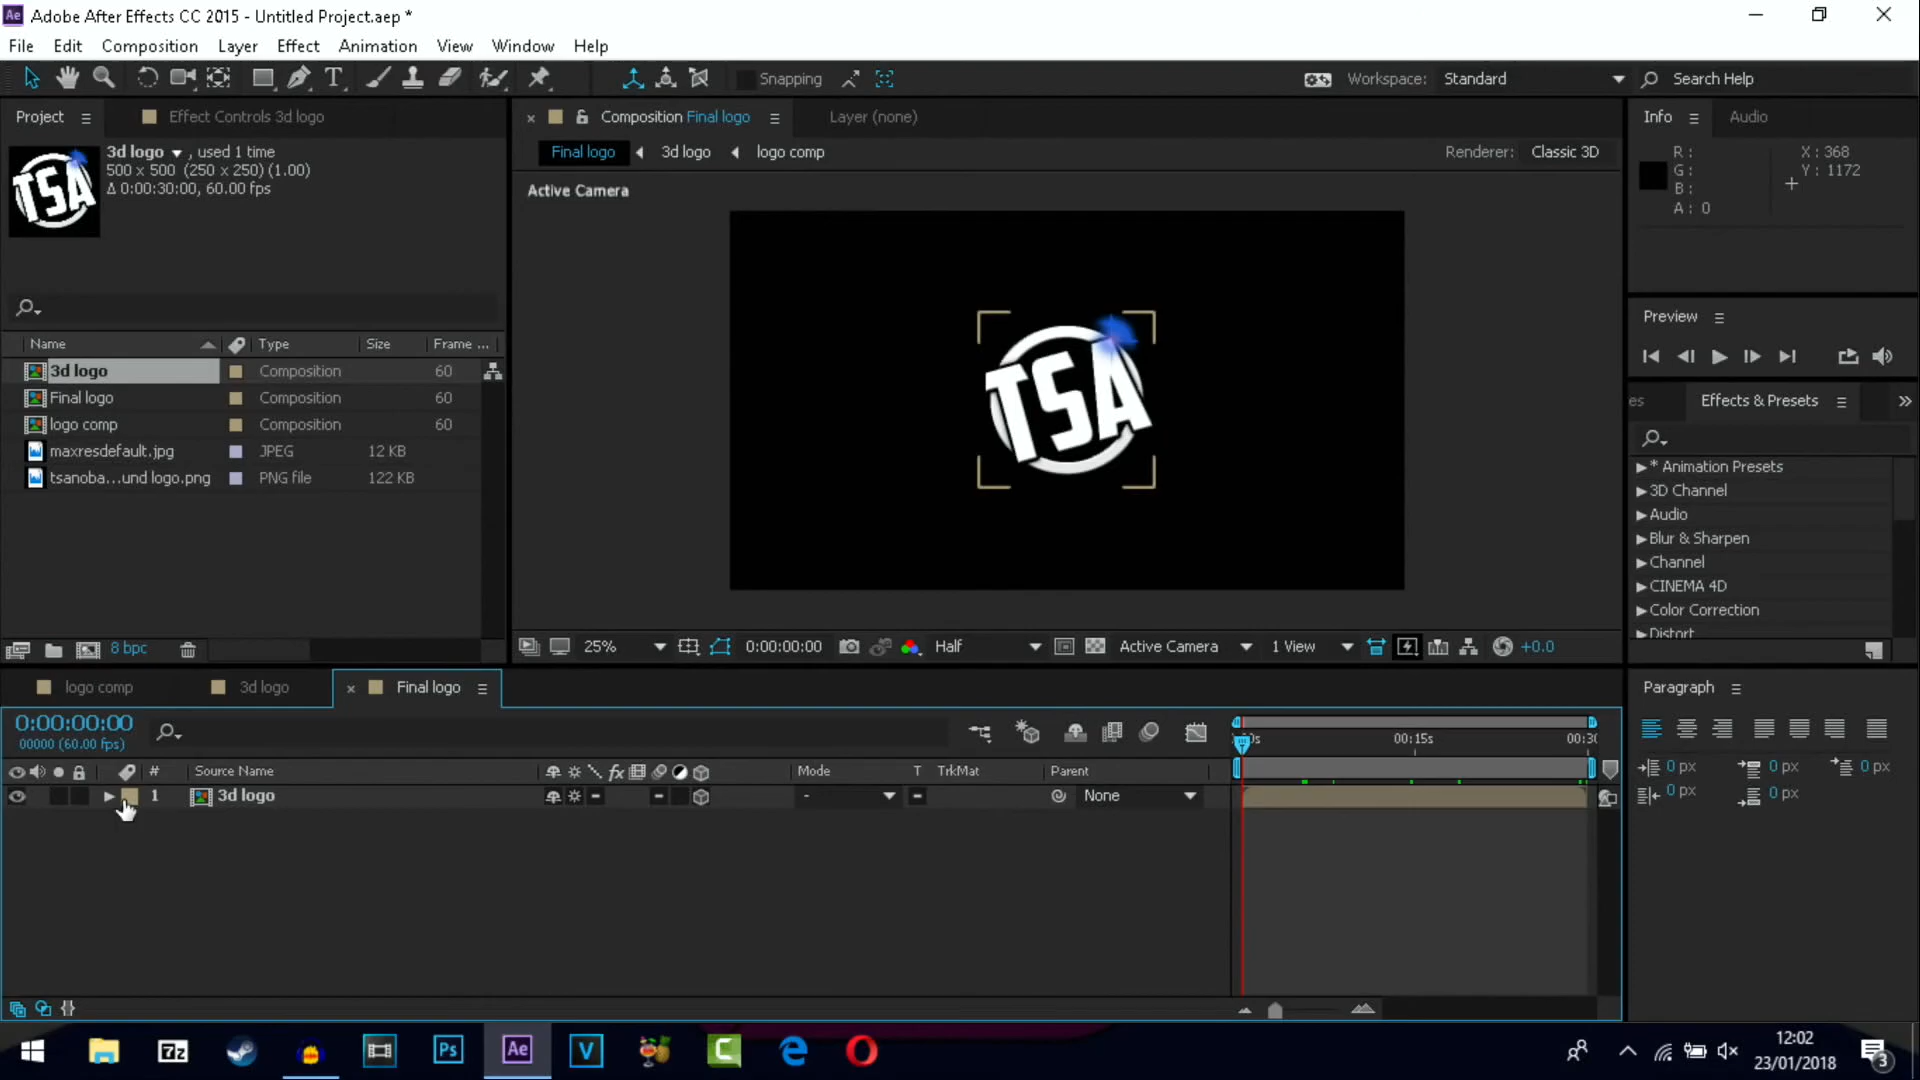 Adobe After Effects CC 2015 - Untitled Project.aep *
File Edit Composition Layer Effect Animation View Window Help
Snapping
Workspace: Standard
Search Help
Project
Effect Controls 3d logo
3d logo , used 1 time
500 x 500 (250 x 250) (1.00)
Δ 0:00:30:00, 60.00 fps
Name Type Size Frame ...
3d logo Composition 60
Final logo Composition 60
logo comp Composition 60
maxresdefault.jpg JPEG 12 KB
tsanoba...und logo.png PNG file 122 KB
8 bpc
Composition Final logo
Layer (none)
Final logo 3d logo logo comp
Renderer: Classic 3D
Active Camera
TSA
TSA
25% 0:00:00:00 Half Active Camera 1 View +0.0
Info Audio
R: X: 368
G: Y: 1172
B:
A: 0
Preview
es Effects & Presets
* Animation Presets
3D Channel
Audio
Blur & Sharpen
Channel
CINEMA 4D
Color Correction
Distort
logo comp 3d logo Final logo
0:00:00:00
00000 (60.00 fps)
00:15s
# Source Name fx Mode T TrkMat Parent
1 3d logo - None
Paragraph
0 px 0 px 0 px
0 px 0 px
7z Ps Ae V C
12:02
23/01/2018
3